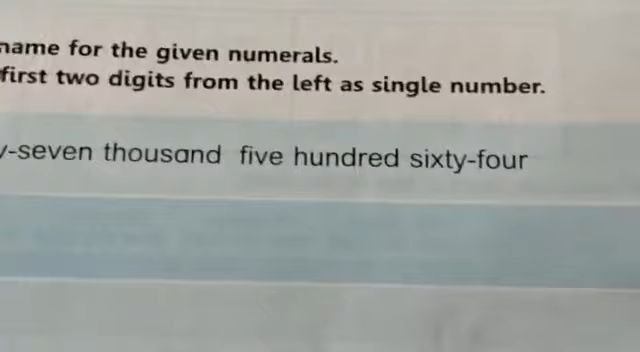 name for the given numerals.
first two digits from the left as single number.
y-seven thousand five hundred sixty-four